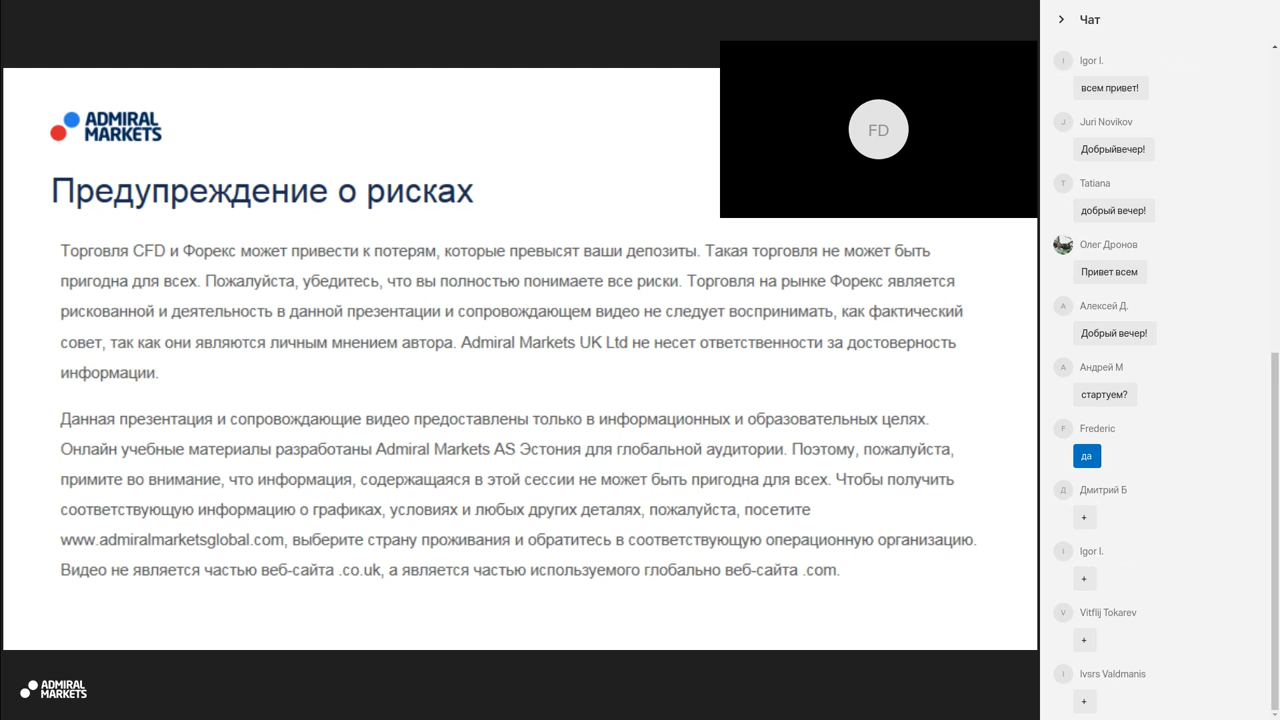 ADMIRAL
MARKETS
Предупреждение о рисках
Торговля CFD и Форекс может привести к потерям, которые превысят ваши депозиты. Такая торговля не может быть
пригодна для всех. Пожалуйста, убедитесь, что вы полностью понимаете все риски. Торговля на рынке Форекс является
рискованной и деятельность в данной презентации и сопровождающем видео не следует воспринимать, как фактический
совет, так как они являются личным мнением автора. Admiral Markets UK Ltd не несет ответственности за достоверность
информации.
Данная презентация и сопровождающие видео предоставлены только в информационных и образовательных целях.
Онлайн учебные материалы разработаны Admiral Markets AS Эстония для глобальной аудитории. Поэтому, пожалуйста,
примите во внимание, что информация, содержащаяся в этой сессии не может быть пригодна для всех. Чтобы получить
соответствующую информацию о графиках, условиях и любых других деталях, пожалуйста, посетите
www.admiralmarketsglobal.com, выберите страну проживания и обратитесь в соответствующую операционную организацию.
Видео не является частью веб-сайта .co.uk, а является частью используемого глобально веб-сайта .com.
ADMIRAL
MARKETS
FD
Чат
I Igor I.
всем привет!
J Juri Novikov
Добрыйвечер!
T Tatiana
добрый вечер!
Олег Дронов
Привет всем
А Алексей Д.
Добрый вечер!
А Андрей М
стартуем?
F Frederic
да
Д Дмитрий Б
+
I Igor I.
+
V Vitflij Tokarev
+
I Ivsrs Valdmanis
+